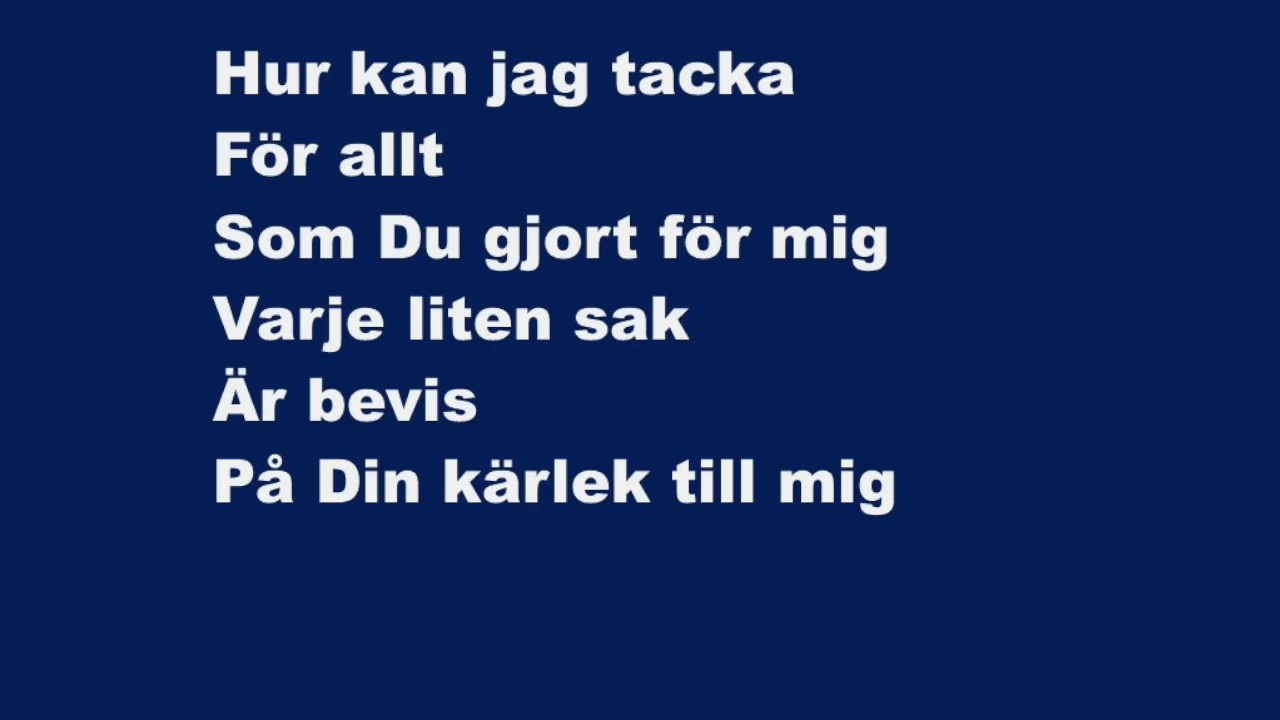 Hur kan jag tacka
För allt
Som Du gjort för mig
Varje liten sak
Är bevis
På Din kärlek till mig